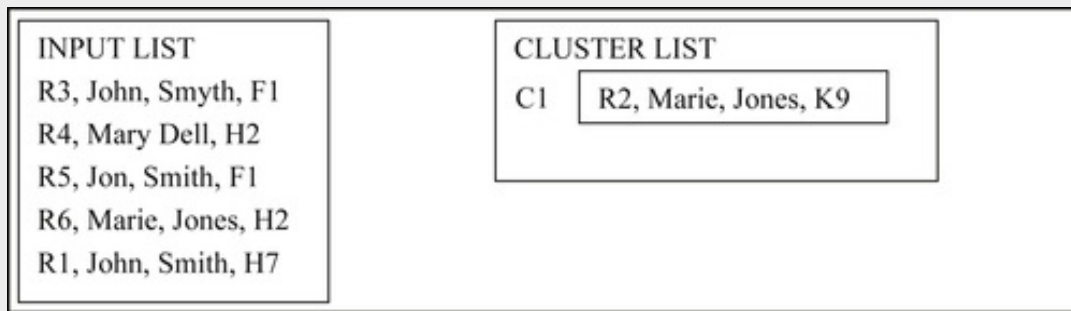 INPUT LIST
R3, John, Smyth, F1
R4, Mary Dell, H2
R5, Jon, Smith, F1
R6, Marie, Jones, H2
R1, John, Smith, H7
CLUSTER LIST
C1 R2, Marie, Jones, K9